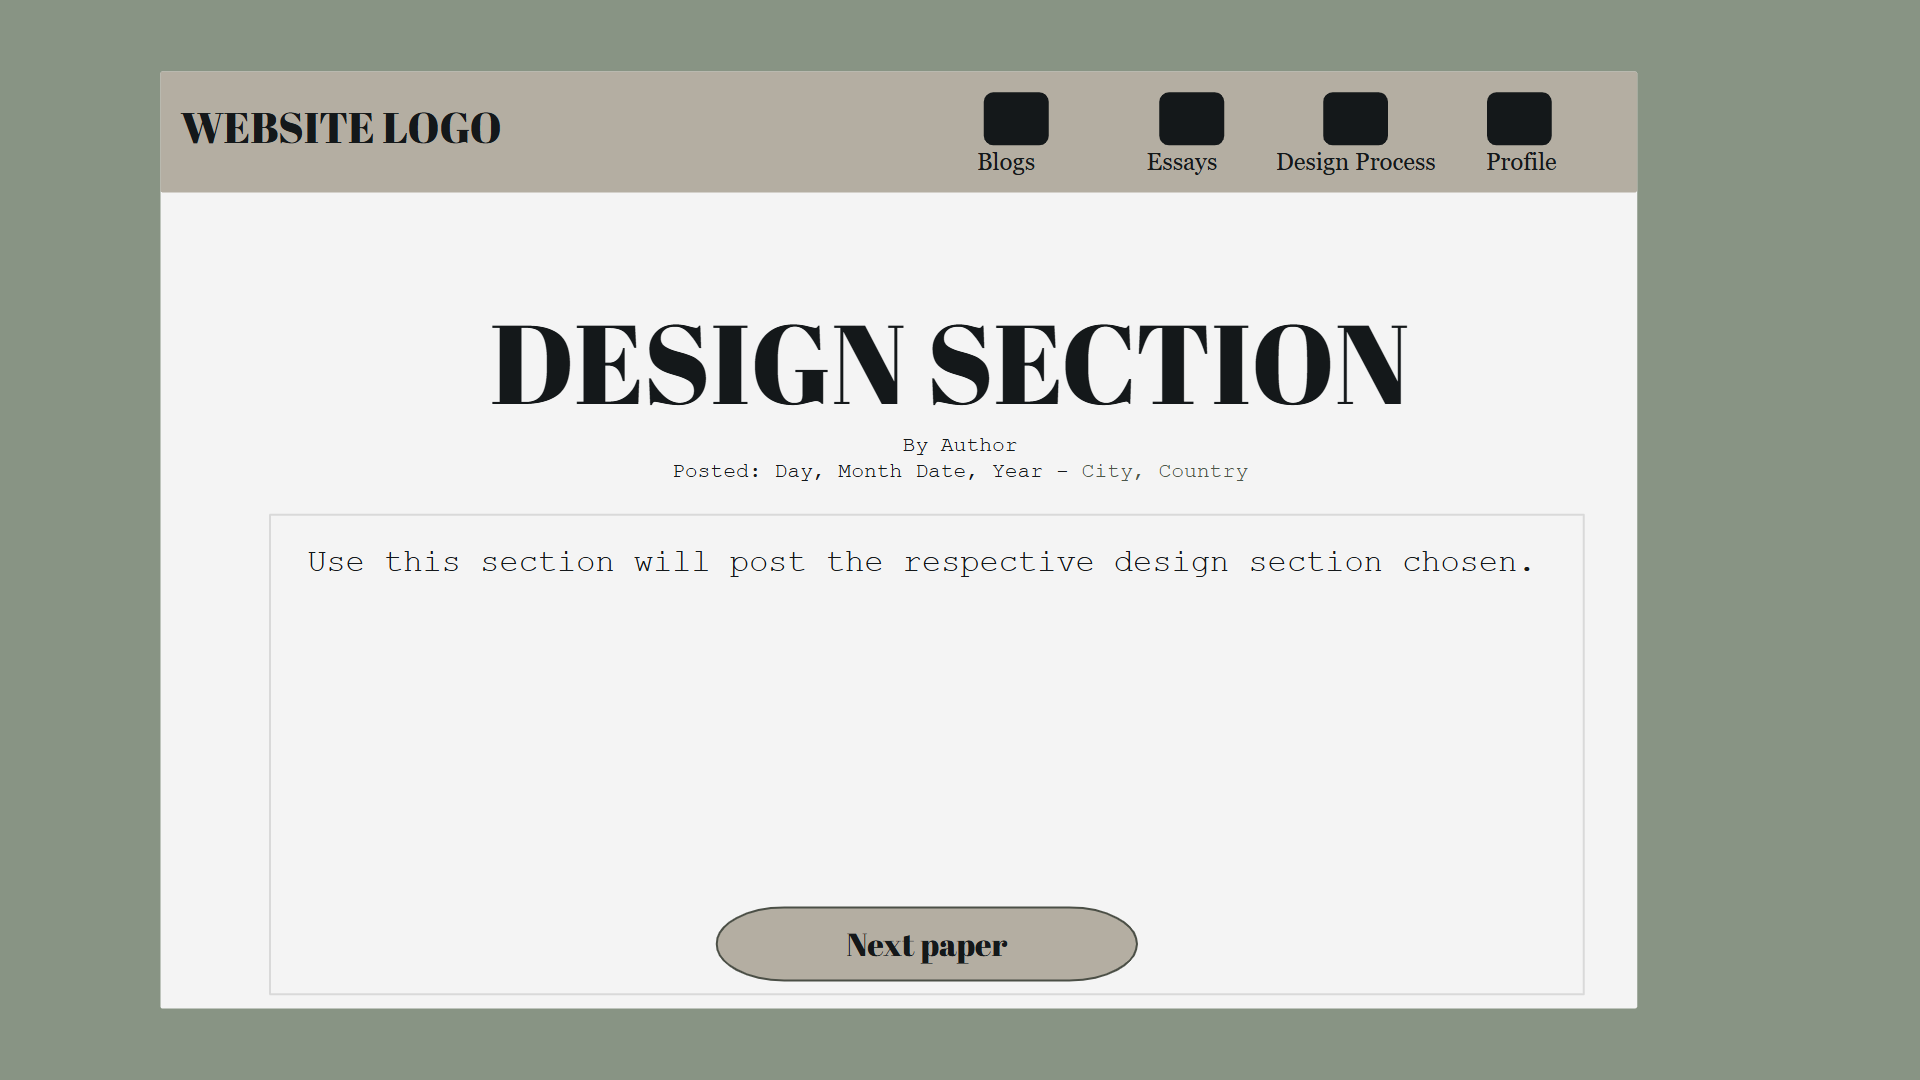 WEBSITE LOGO
Blogs
Essays
Design Process
Profile
DESIGN SECTION
By Author
Posted: Day, Month Date, Year - City, Country
Use this section will post the respective design section chosen.
Next paper